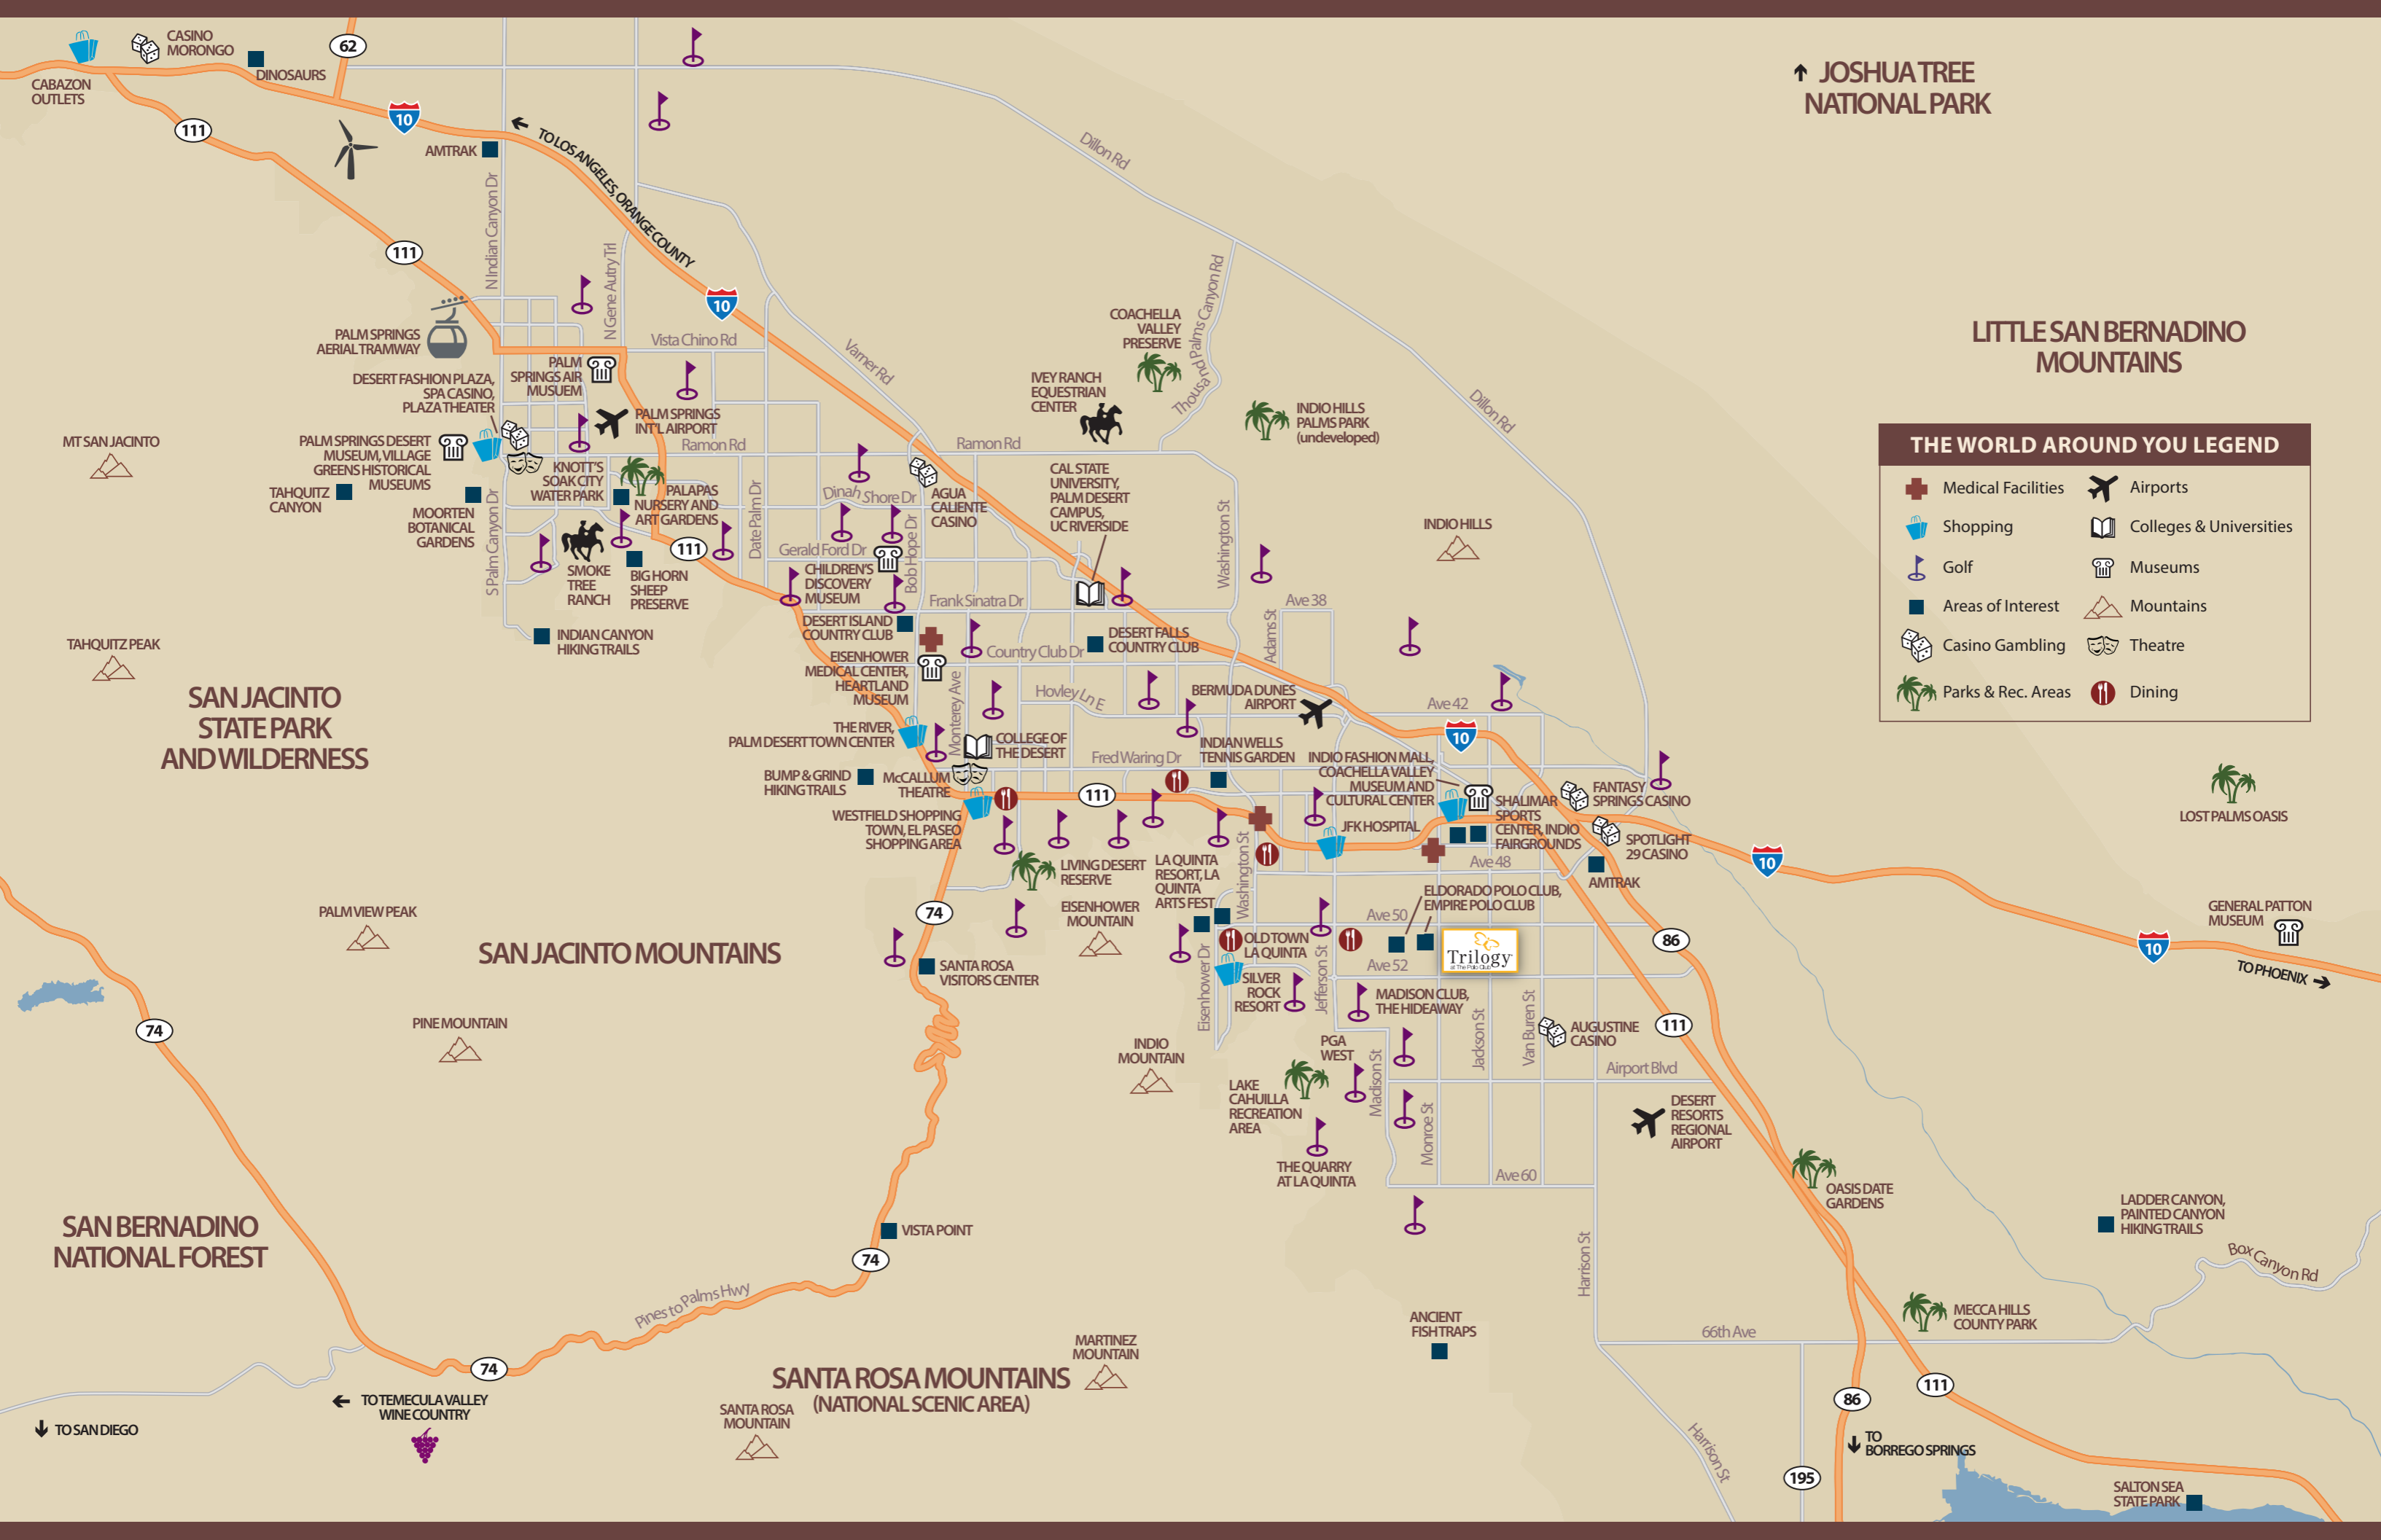 CASINO
MORONGO
62
CABAZON
OUTLETS
DINOSAURS
111
10
AMTRAK
TO LOS ANGELES, ORANGE COUNTY
N Indian Canyon Dr
N Gene Autry Trl
111
10
Dillon Rd
JOSHUA TREE
NATIONAL PARK
LITTLE SAN BERNADINO
MOUNTAINS
PALM SPRINGS
AERIAL TRAMWAY
Vista Chino Rd
Varner Rd
PALM
SPRINGS AIR
MUSUEM
DESERT FASHION PLAZA,
SPA CASINO,
PLAZA THEATER
PALM SPRINGS
INT'L AIRPORT
Ramon Rd
Ramon Rd
COACHELLA
VALLEY
PRESERVE
Thousand Palms Canyon Rd
IVEY RANCH
EQUESTRIAN
CENTER
INDIO HILLS
PALMS PARK
(undeveloped)
Dillon Rd
THE WORLD AROUND YOU LEGEND
Medical Facilities
Airports
Shopping
Colleges & Universities
Golf
Museums
Areas of Interest
Mountains
Casino Gambling
Theatre
Parks & Rec. Areas
Dining
MT SAN JACINTO
PALM SPRINGS DESERT
MUSEUM, VILLAGE
GREENS HISTORICAL
MUSEUMS
TAHQUITZ
CANYON
MOORTEN
BOTANICAL
GARDENS
S Palm Canyon Dr
KNOTT'S
SOAK CITY
WATER PARK
PALAPAS
NURSERY AND
ART GARDENS
Date Palm Dr
Dinah Shore Dr
AGUA
CALIENTE
CASINO
CAL STATE
UNIVERSITY,
PALM DESERT
CAMPUS,
UC RIVERSIDE
Washington St
INDIO HILLS
SMOKE
TREE
RANCH
BIG HORN
SHEEP
PRESERVE
111
Gerald Ford Dr
Bob Hope Dr
CHILDREN'S
DISCOVERY
MUSEUM
Frank Sinatra Dr
Ave 38
Adams St
INDIAN CANYON
HIKING TRAILS
DESERT ISLAND
COUNTRY CLUB
DESERT FALLS
COUNTRY CLUB
Country Club Dr
EISENHOWER
MEDICAL CENTER,
HEARTLAND
MUSEUM
TAHQUITZ PEAK
SAN JACINTO
STATE PARK
AND WILDERNESS
Monterey Ave
Hovley Ln E
BERMUDA DUNES
AIRPORT
Ave 42
10
THE RIVER,
PALM DESERT TOWN CENTER
COLLEGE OF
THE DESERT
Fred Waring Dr
INDIAN WELLS
TENNIS GARDEN
INDIO FASHION MALL,
COACHELLA VALLEY
MUSEUM AND
CULTURAL CENTER
BUMP & GRIND
HIKING TRAILS
McCALLUM
THEATRE
111
FANTASY
SPRINGS CASINO
SHALIMAR
SPORTS
CENTER, INDIO
FAIRGROUNDS
SPOTLIGHT
29 CASINO
LOST PALMS OASIS
WESTFIELD SHOPPING
TOWN, EL PASEO
SHOPPING AREA
JFK HOSPITAL
Washington St
Ave 48
AMTRAK
10
LIVING DESERT
RESERVE
LA QUINTA
RESORT, LA
QUINTA
ARTS FEST
ELDORADO POLO CLUB,
EMPIRE POLO CLUB
PALM VIEW PEAK
74
EISENHOWER
MOUNTAIN
Ave 50
86
GENERAL PATTON
MUSEUM
10
TO PHOENIX
SAN JACINTO MOUNTAINS
SANTA ROSA
VISITORS CENTER
Eisenhower Dr
OLD TOWN
LA QUINTA
Ave 52
Trilogy
at The Polo Club
SILVER
ROCK
RESORT
Jefferson St
MADISON CLUB,
THE HIDEAWAY
74
PINE MOUNTAIN
INDIO
MOUNTAIN
PGA
WEST
Madison St
Jackson St
Van Buren St
AUGUSTINE
CASINO
111
Airport Blvd
LAKE
CAHUILLA
RECREATION
AREA
Monroe St
DESERT
RESORTS
REGIONAL
AIRPORT
THE QUARRY
AT LA QUINTA
Ave 60
OASIS DATE
GARDENS
SAN BERNADINO
NATIONAL FOREST
VISTA POINT
74
Harrison St
LADDER CANYON,
PAINTED CANYON
HIKING TRAILS
Box Canyon Rd
Pines to Palms Hwy
ANCIENT
FISH TRAPS
66th Ave
MECCA HILLS
COUNTY PARK
MARTINEZ
MOUNTAIN
74
SANTA ROSA MOUNTAINS
(NATIONAL SCENIC AREA)
SANTA ROSA
MOUNTAIN
TO TEMECULA VALLEY
WINE COUNTRY
TO SAN DIEGO
86
111
TO
BORREGO SPRINGS
Harrison St
195
SALTON SEA
STATE PARK